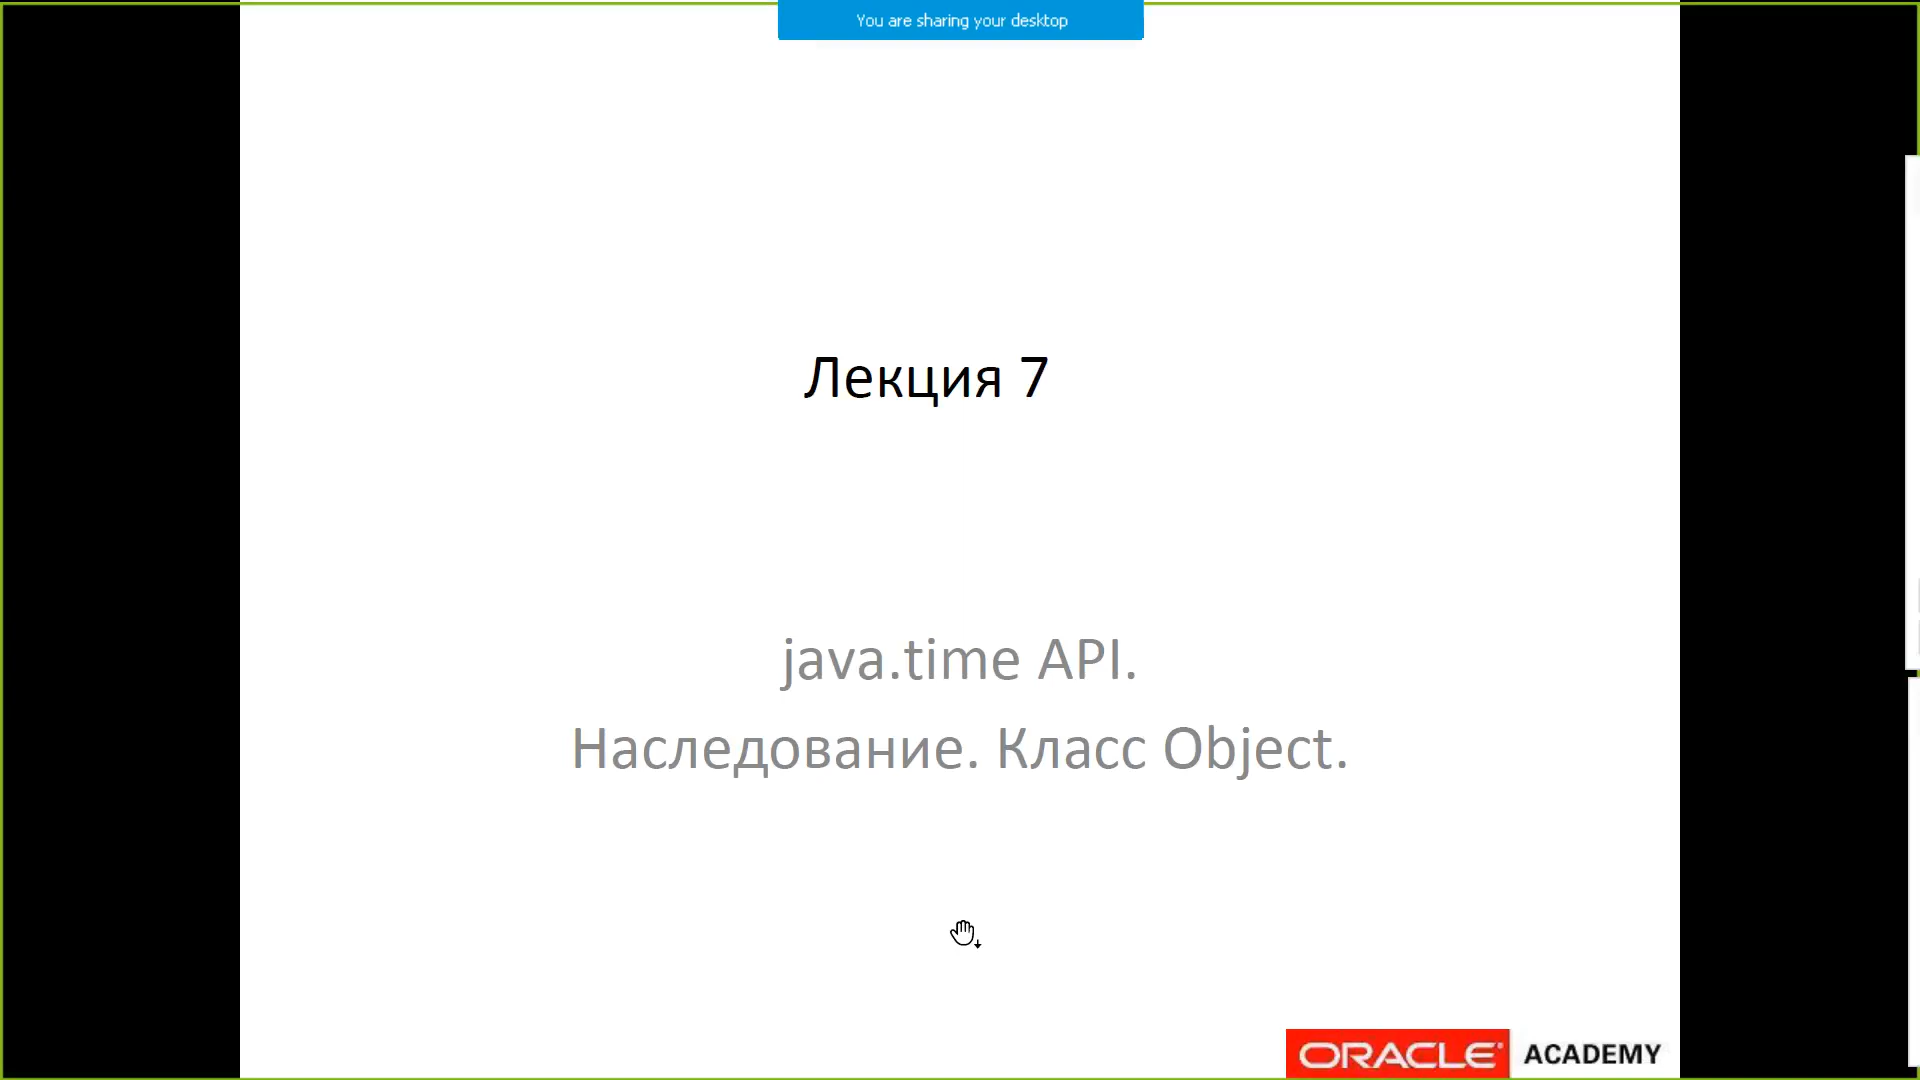 You are sharing your desktop
Лекция 7
java.time API.
Наследование. Класс Object.
ORACLE ACADEMY